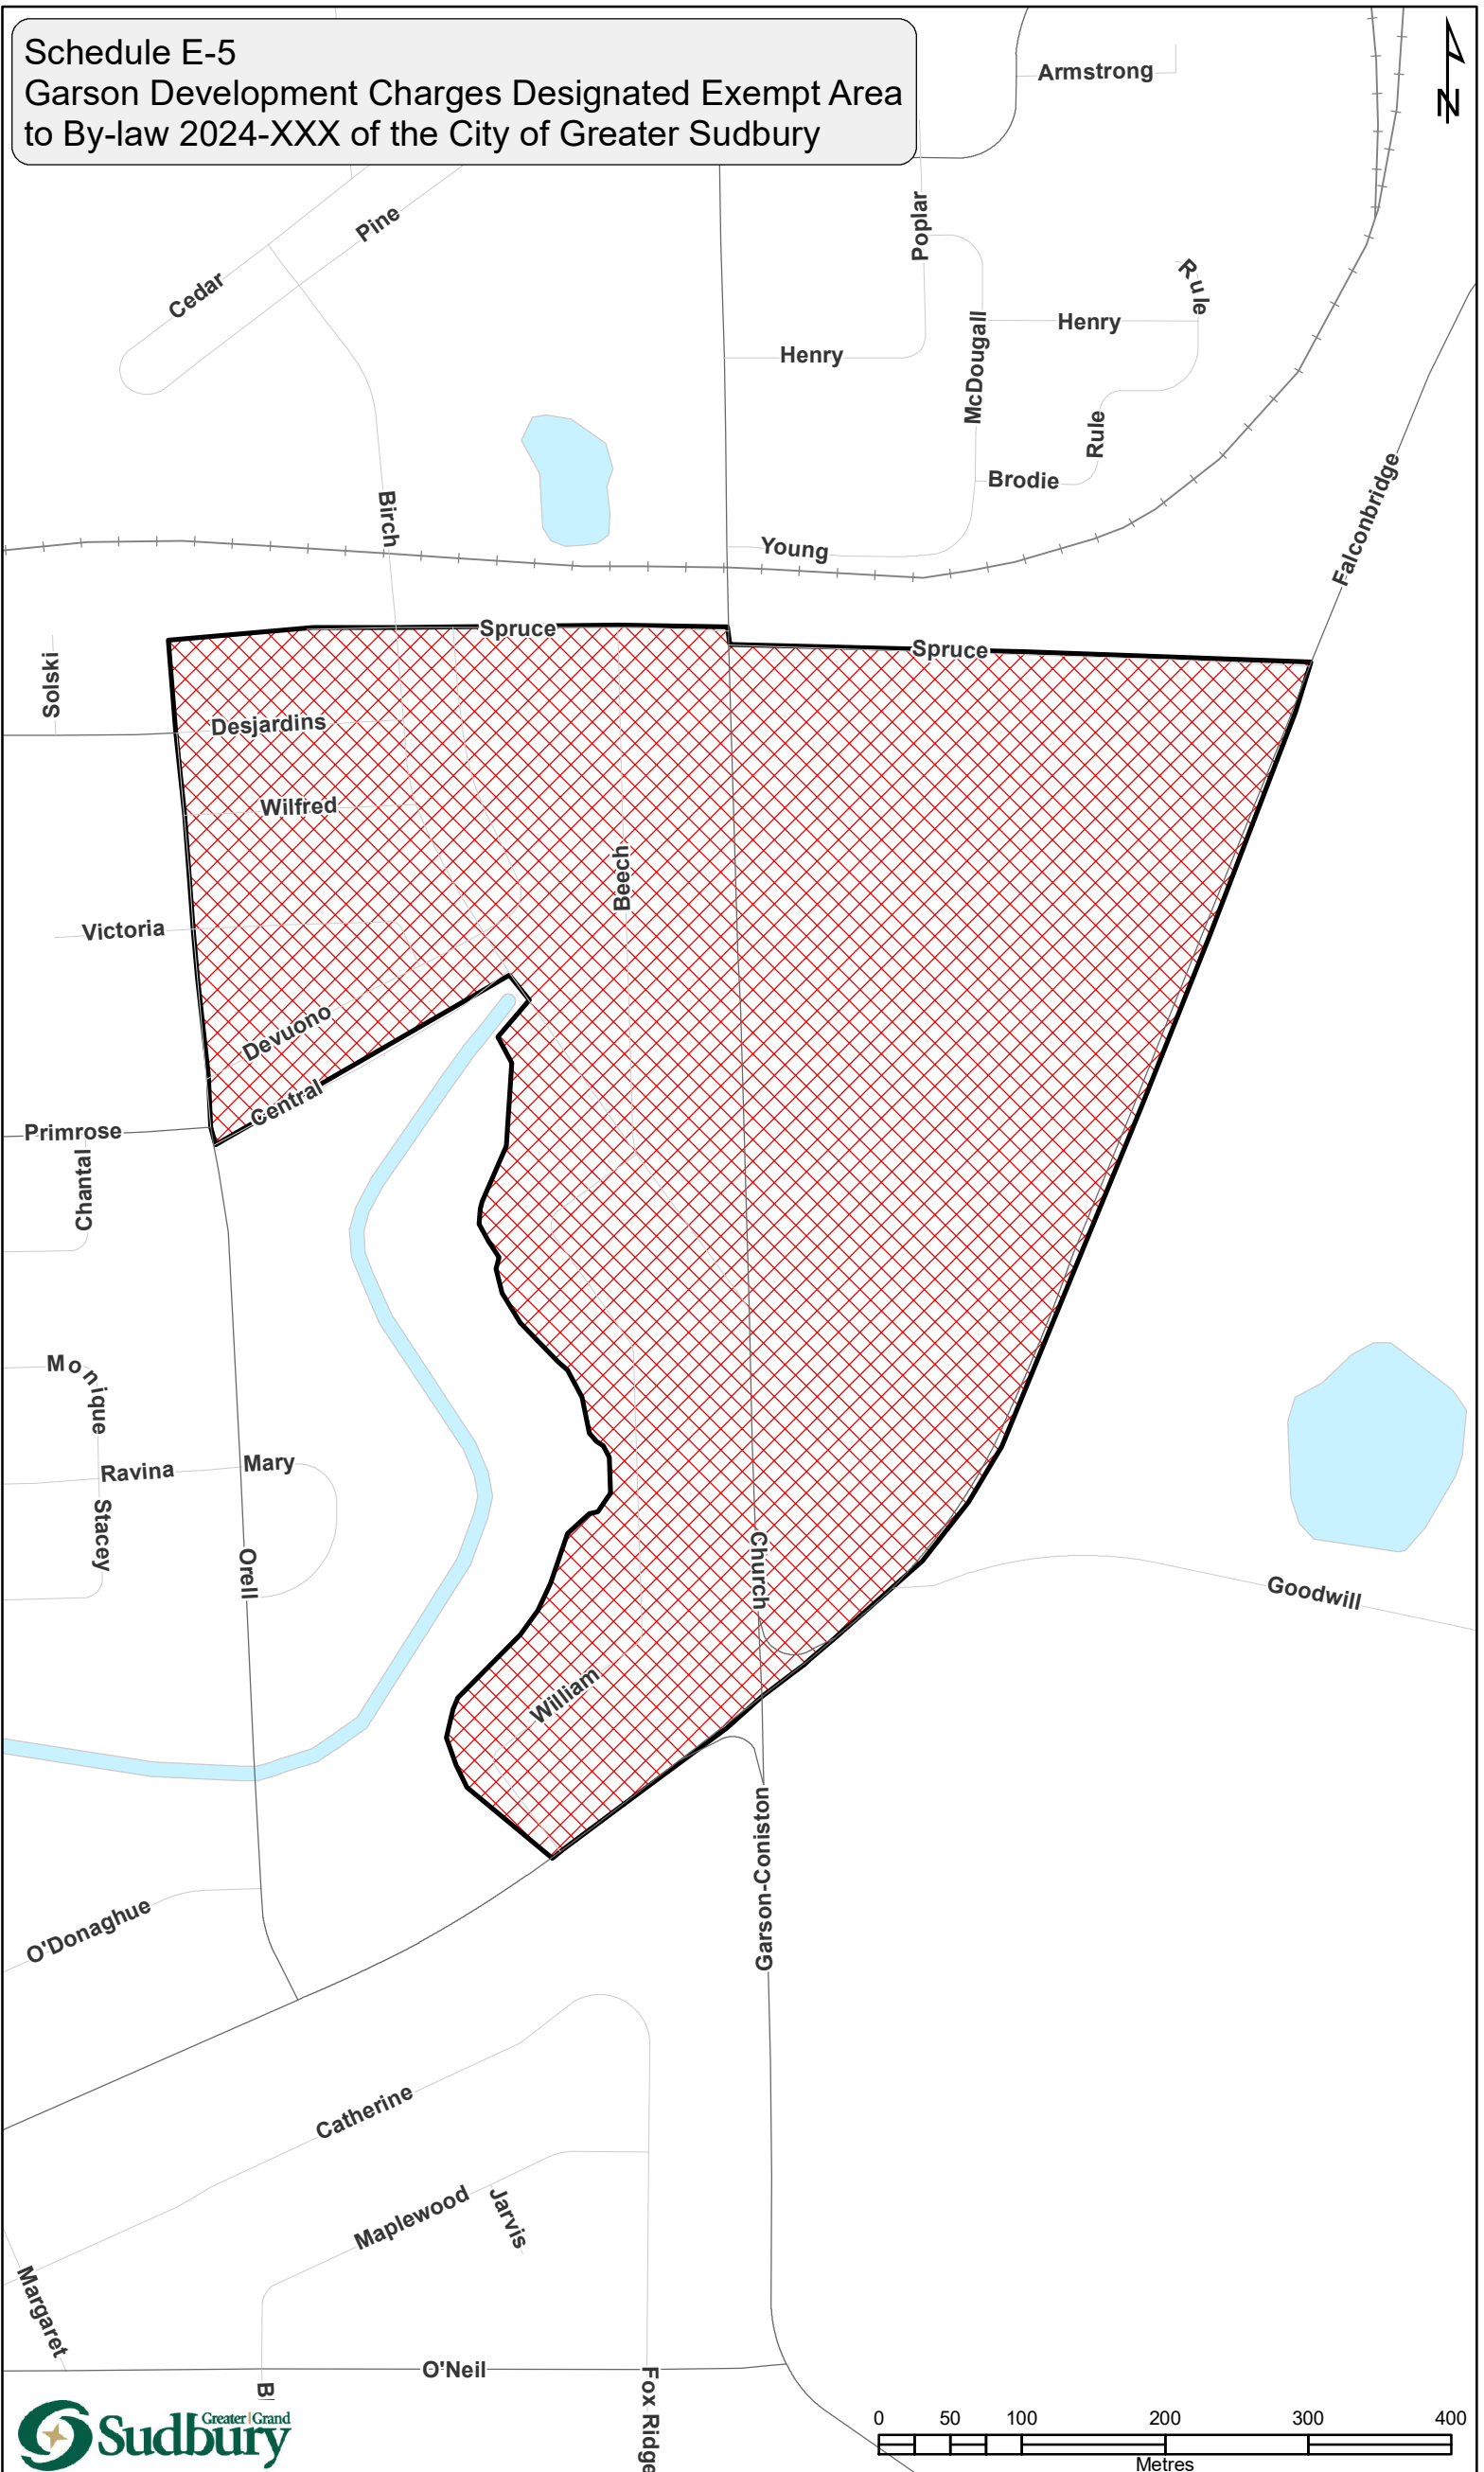 Schedule E-5
Garson Development Charges Designated Exempt Area
to By-law 2024-XXX of the City of Greater Sudbury
Armstrong
N
Pine
Poplar
Cedar
Rule
Henry
McDougall
Henry
Rule
Brodie
Birch
Young
Falconbridge
Spruce
Spruce
Solski
Desjardins
Wilfred
Beech
Victoria
Devuono
Central
Primrose
Chantal
Monique
Mary
Ravina
Stacey
Orell
Church
Goodwill
William
Garson-Coniston
O'Donaghue
Catherine
Maplewood
Jarvis
Margaret
O'Neil
Fox Ridge
Greater|Grand
Sudbury
0 50 100 200 300 400
Metres